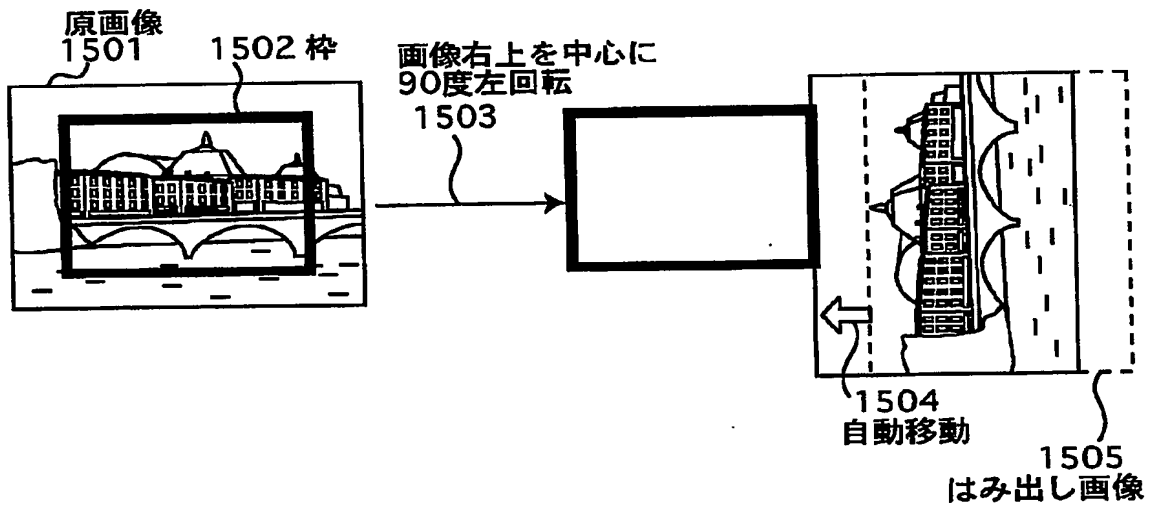 原画像
1501
1502 枠
画像右上を中心に
90度左回転
1503
1504
自動移動
1505
はみ出し画像